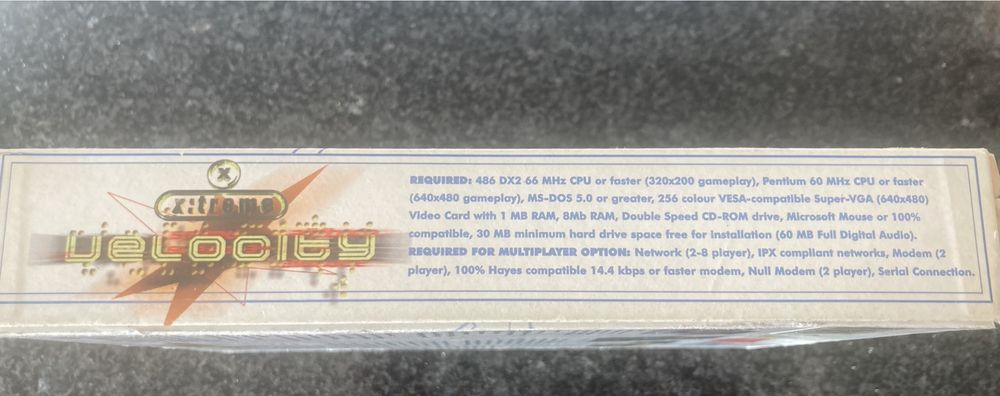 x
x:treme
velocity
REQUIRED: 486 DX2 66 MHz CPU or faster (320x200 gameplay), Pentium 60 MHz CPU or faster
(640x480 gameplay), MS-DOS 5.0 or greater, 256 colour VESA-compatible Super-VGA (640x480)
Video Card with 1 MB RAM, 8Mb RAM, Double Speed CD-ROM drive, Microsoft Mouse or 100%
compatible, 30 MB minimum hard drive space free for installation (60 MB Full Digital Audio).
REQUIRED FOR MULTIPLAYER OPTION: Network (2-8 player), IPX compliant networks, Modem (2
player), 100% Hayes compatible 14.4 kbps or faster modem, Null Modem (2 player), Serial Connection.